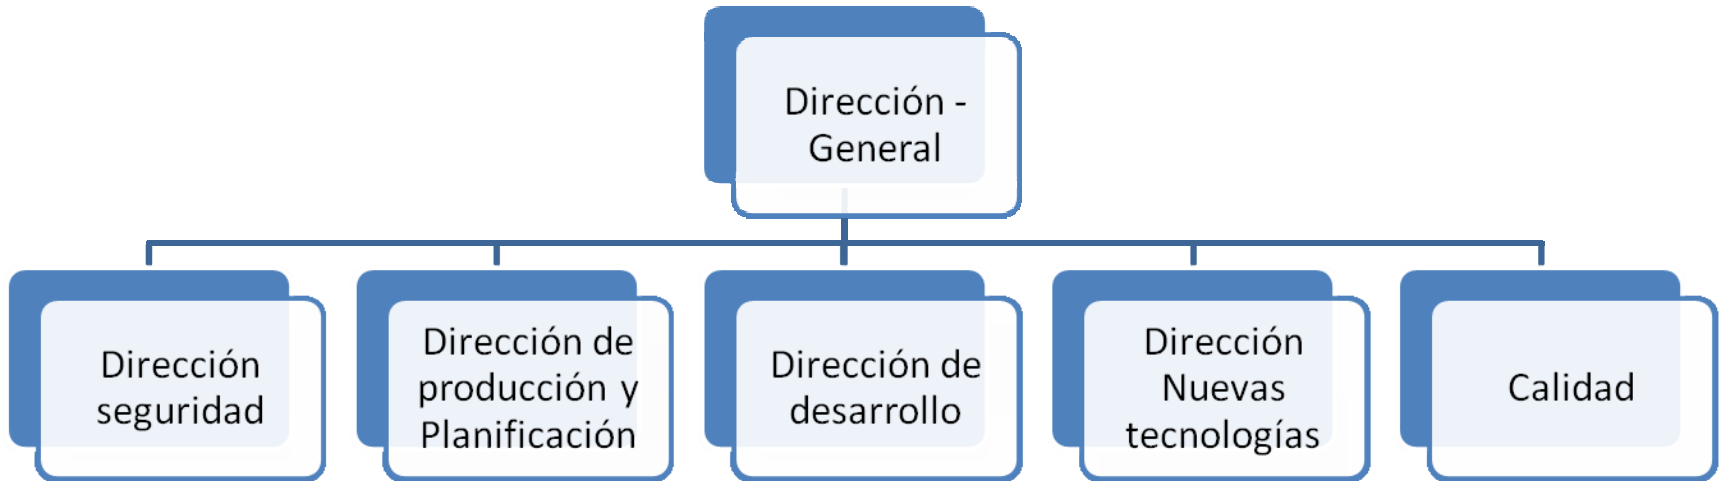 Dirección -
General
Dirección
seguridad
Dirección de
producción y
Planificación
Dirección de
desarrollo
Dirección
Nuevas
tecnologías
Calidad